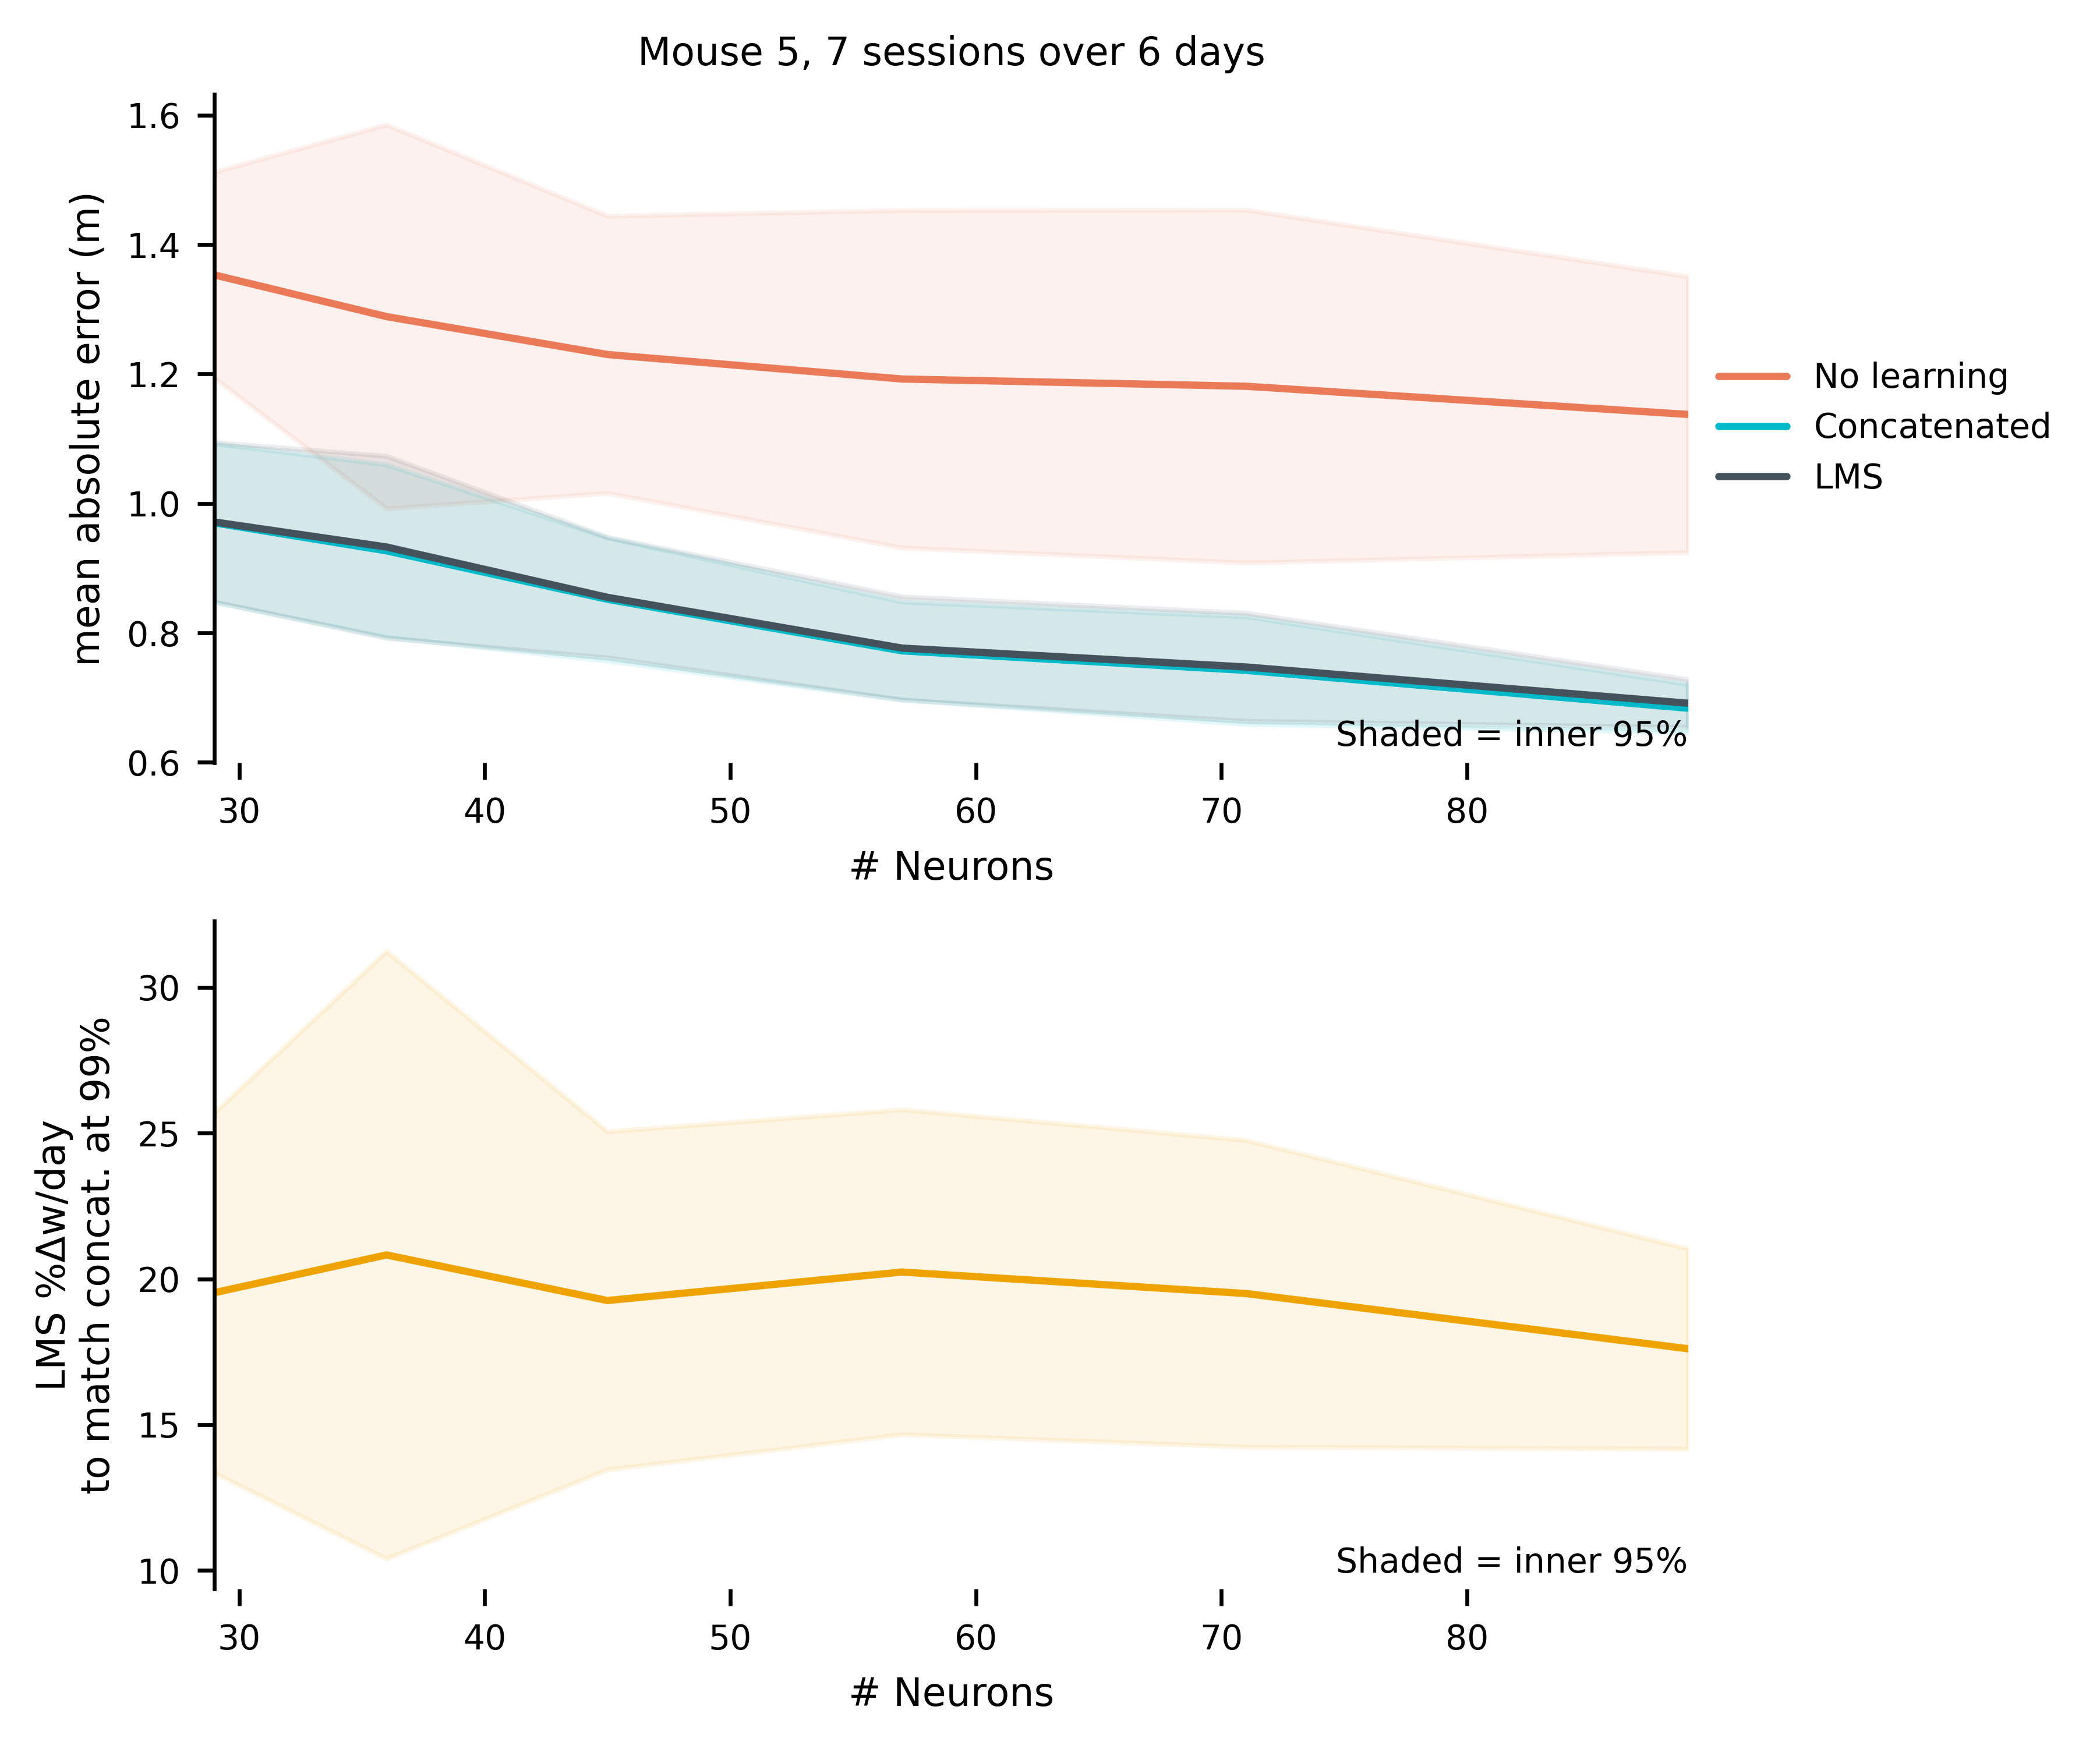 Mouse 5, 7 sessions over 6 days
mean absolute error (m)
1.6
1.4
1.2
1.0
0.8
0.6
No learning
Concatenated
LMS
Shaded = inner 95%
30 40 50 60 70 80
# Neurons
LMS %Δw/day
to match concat. at 99%
30
25
20
15
10
Shaded = inner 95%
30 40 50 60 70 80
# Neurons